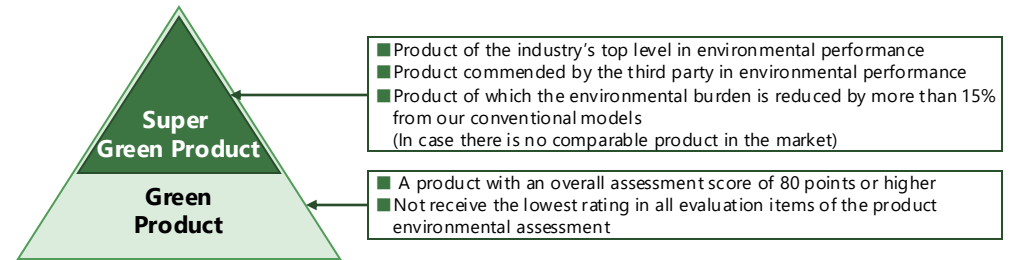 Super
Green Product
Green
Product
■Product of the industry's top level in environmental performance
■Product commended by the third party in environmental performance
■Product of which the environmental burden is reduced by more than 15%
from our conventional models
(In case there is no comparable product in the market)
■ A product with an overall assessment score of 80 points or higher
■Not receive the lowest rating in all evaluation items of the product
environmental assessment